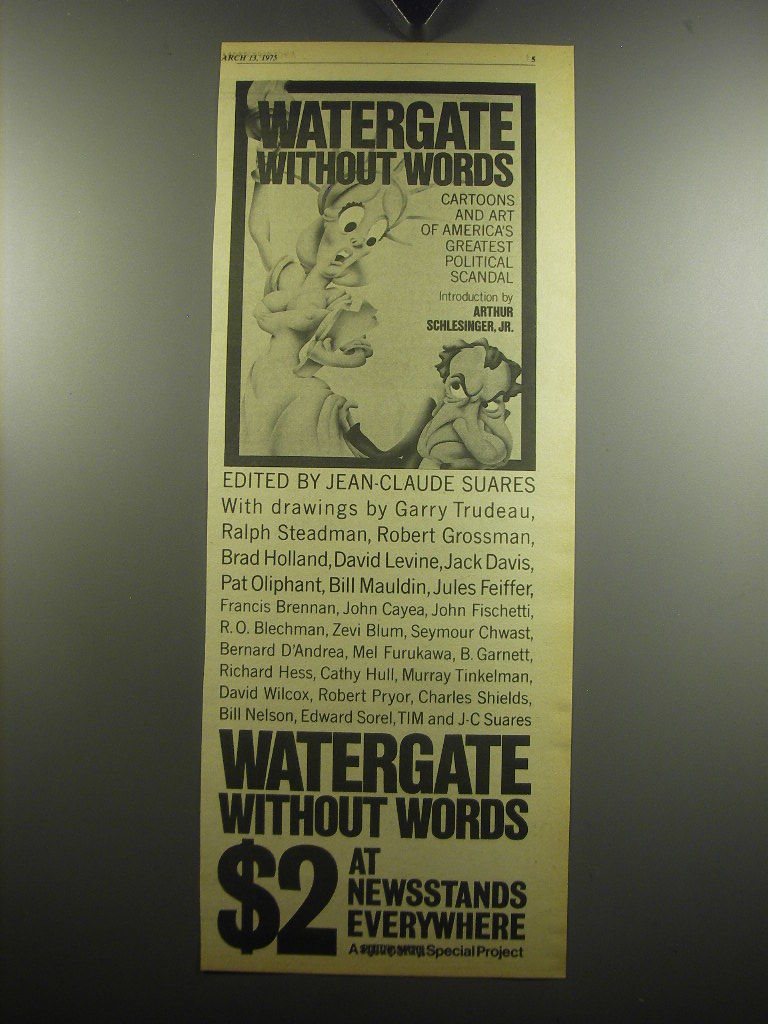 ARCH 13, 1975 5
WATERGATE
WITHOUT WORDS
CARTOONS
AND ART
OF AMERICA'S
GREATEST
POLITICAL
SCANDAL
Introduction by
ARTHUR
SCHLESINGER, JR.
EDITED BY JEAN-CLAUDE SUARES
With drawings by Garry Trudeau,
Ralph Steadman, Robert Grossman,
Brad Holland, David Levine, Jack Davis,
Pat Oliphant, Bill Mauldin, Jules Feiffer,
Francis Brennan, John Cayea, John Fischetti,
R.O. Blechman, Zevi Blum, Seymour Chwast,
Bernard D'Andrea, Mel Furukawa, B. Garnett,
Richard Hess, Cathy Hull, Murray Tinkelman,
David Wilcox, Robert Pryor, Charles Shields,
Bill Nelson, Edward Sorel, TIM and J-C Suares
WATERGATE
WITHOUT WORDS
$2 AT
NEWSSTANDS
EVERYWHERE
A Special Project